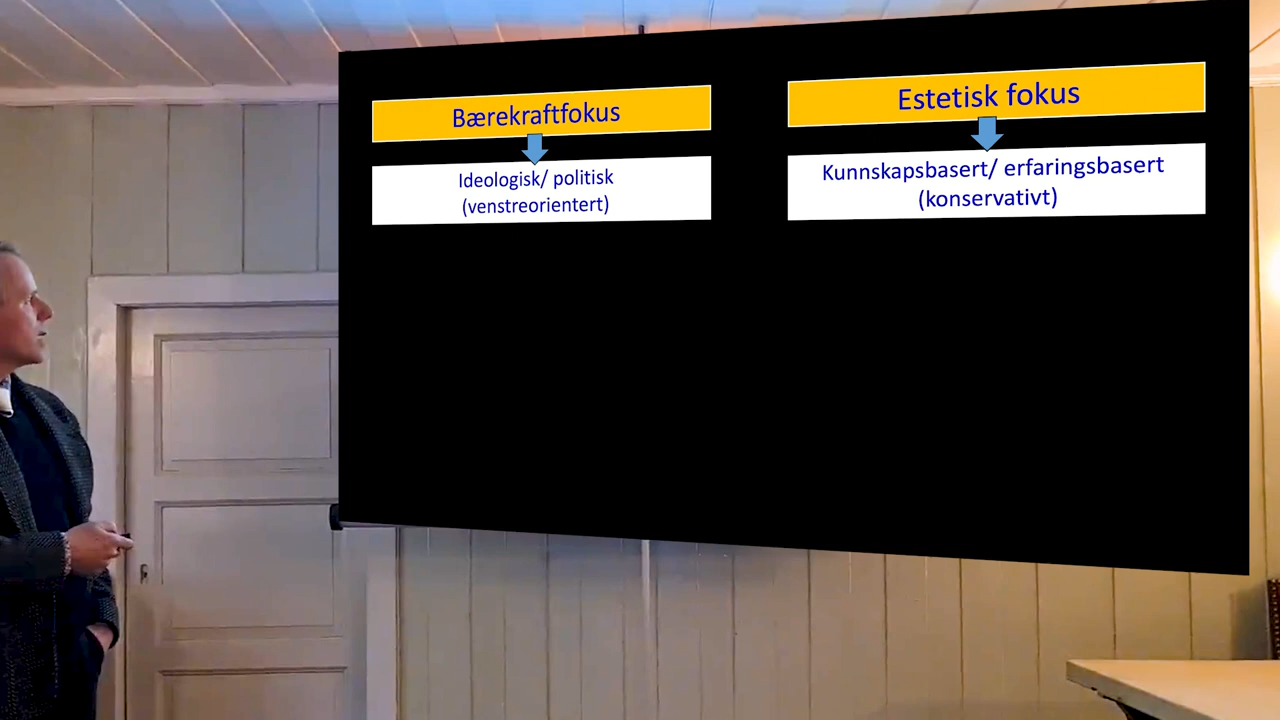 Bærekraftfokus
Ideologisk/ politisk
(venstreorientert)
Estetisk fokus
Kunnskapsbasert/ erfaringsbasert
(konservativt)